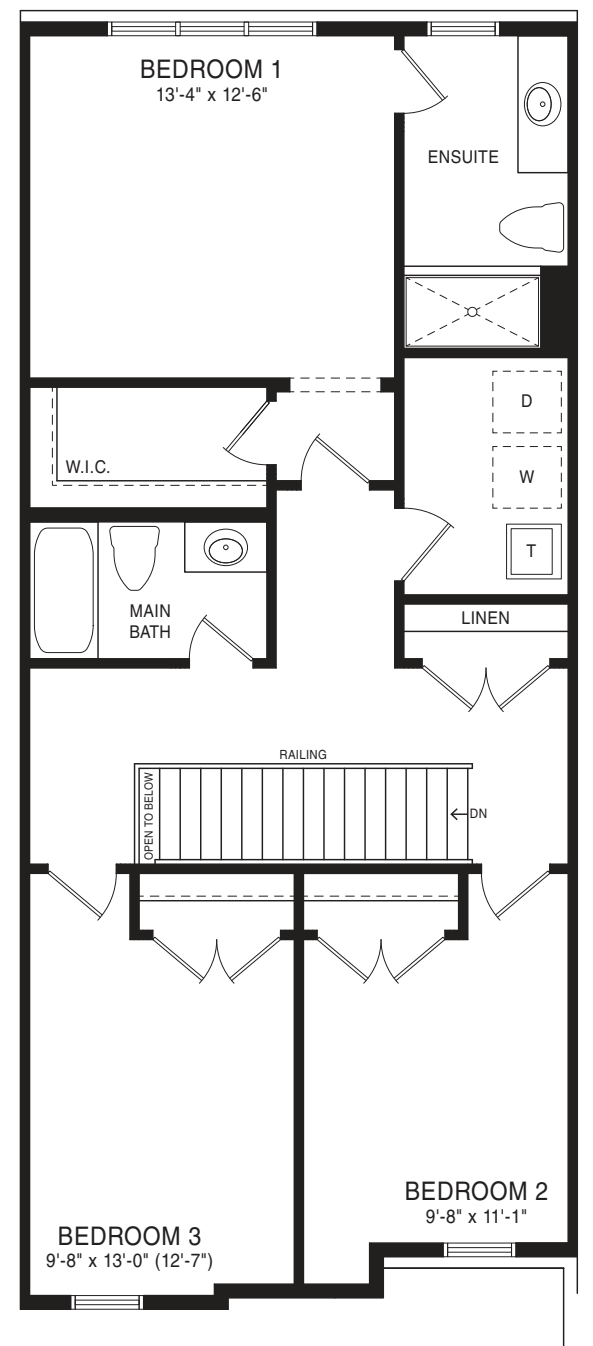 BEDROOM 1
13'-4" x 12'-6"
ENSUITE
D
W.I.C.
W
T
MAIN
BATH
LINEN
RAILING
OPEN TO BELOW
DN
BEDROOM 2
9'-8" x 11'-1"
BEDROOM 3
9'-8" x 13'-0" (12'-7")